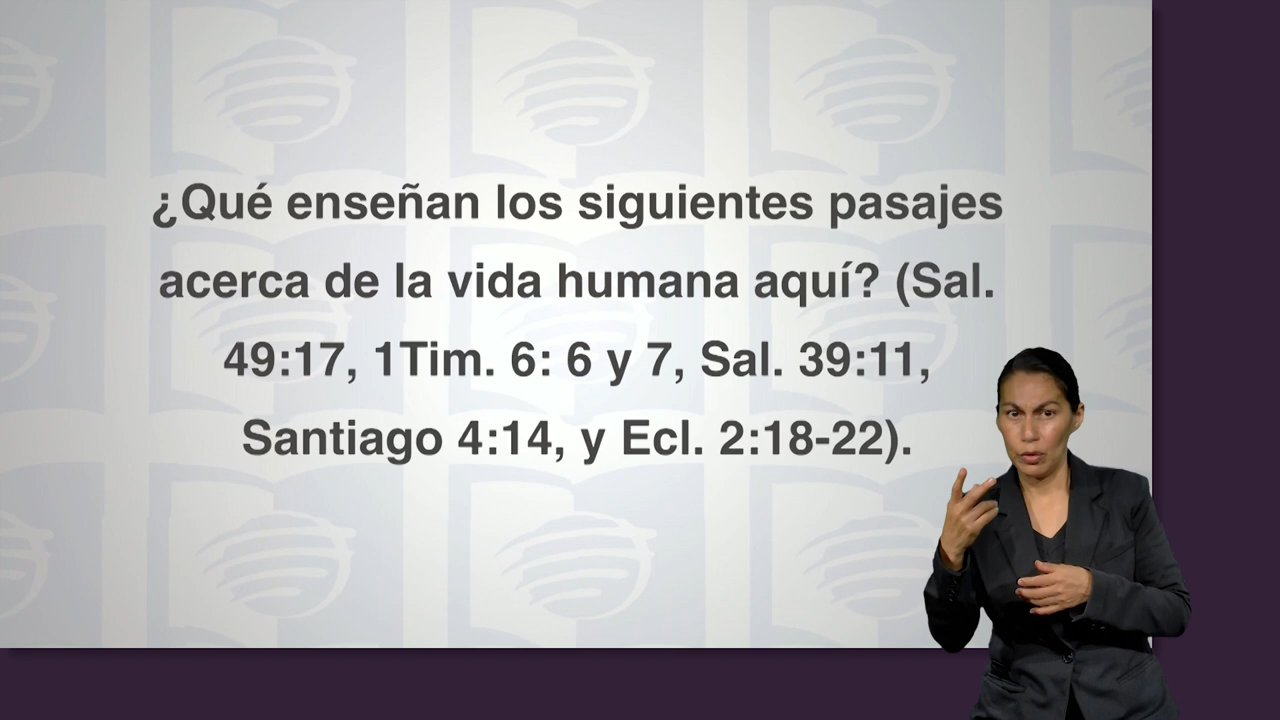 ¿Qué enseñan los siguientes pasajes
acerca de la vida humana aquí? (Sal.
49:17, 1Tim. 6: 6 y 7, Sal. 39:11,
Santiago 4:14, y Ecl. 2:18-22).